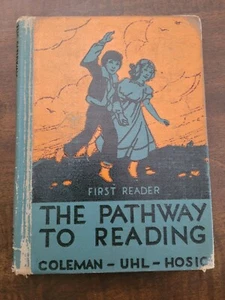 FIRST READER
THE PATHWAY
TO READING
COLEMAN - UHL - HOSIC